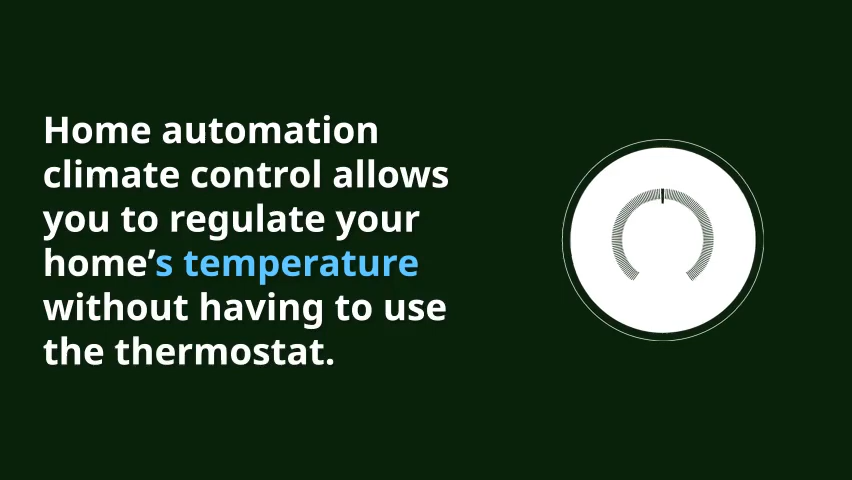 Home automation
climate control allows
you to regulate your
home’s temperature
without having to use
the thermostat.